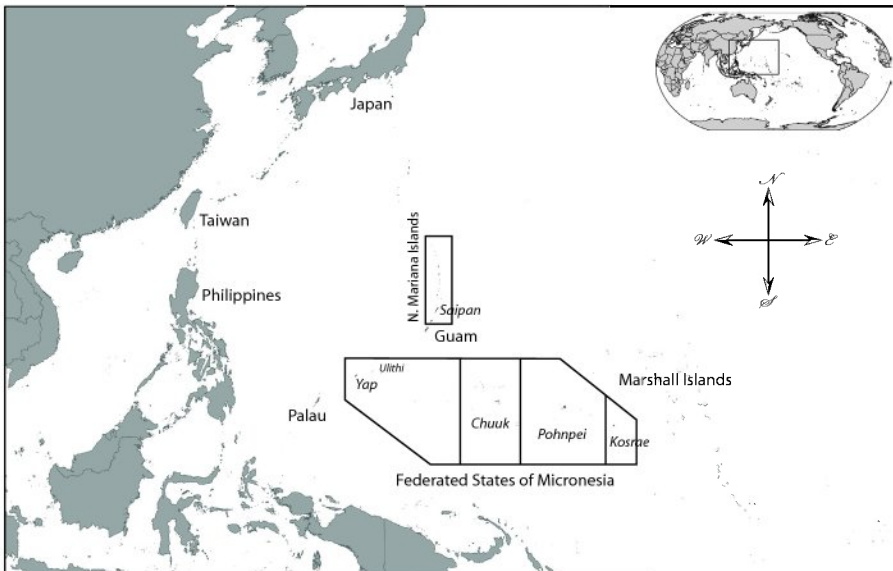 Japan
N
W
E
S
Taiwan
N. Mariana Islands
Philippines
Saipan
Guam
Ulithi
Yap
Marshall Islands
Palau
Chuuk
Pohnpei
Kosrae
Federated States of Micronesia